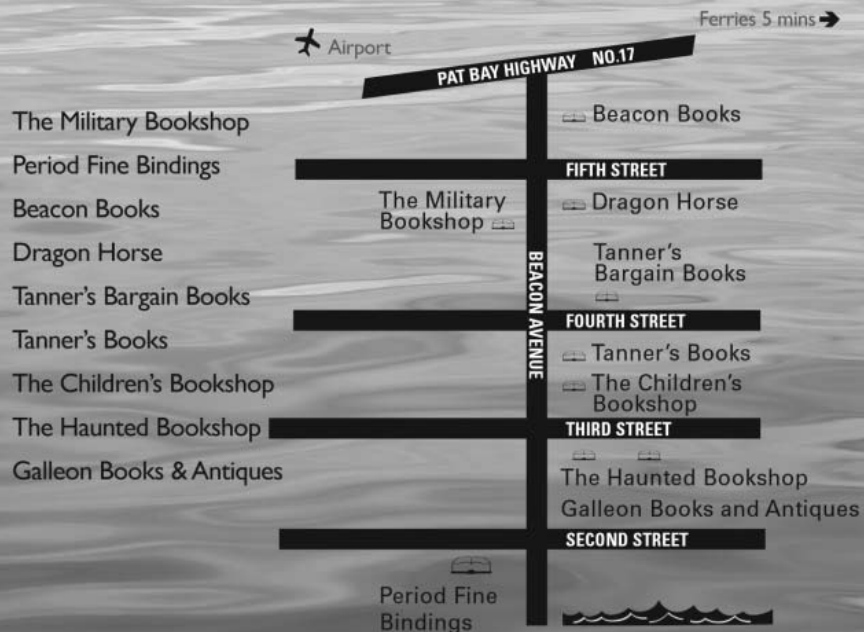 Ferries 5 mins
Airport
PAT BAY HIGHWAY NO.17
The Military Bookshop
Period Fine Bindings
Beacon Books
Dragon Horse
Tanner's Bargain Books
Tanner's Books
The Children's Bookshop
The Haunted Bookshop
Galleon Books & Antiques
Beacon Books
FIFTH STREET
The Military
Bookshop
Dragon Horse
Tanner's
Bargain Books
BEACON AVENUE
FOURTH STREET
Tanner's Books
The Children's
Bookshop
THIRD STREET
The Haunted Bookshop
Galleon Books and Antiques
SECOND STREET
Period Fine
Bindings